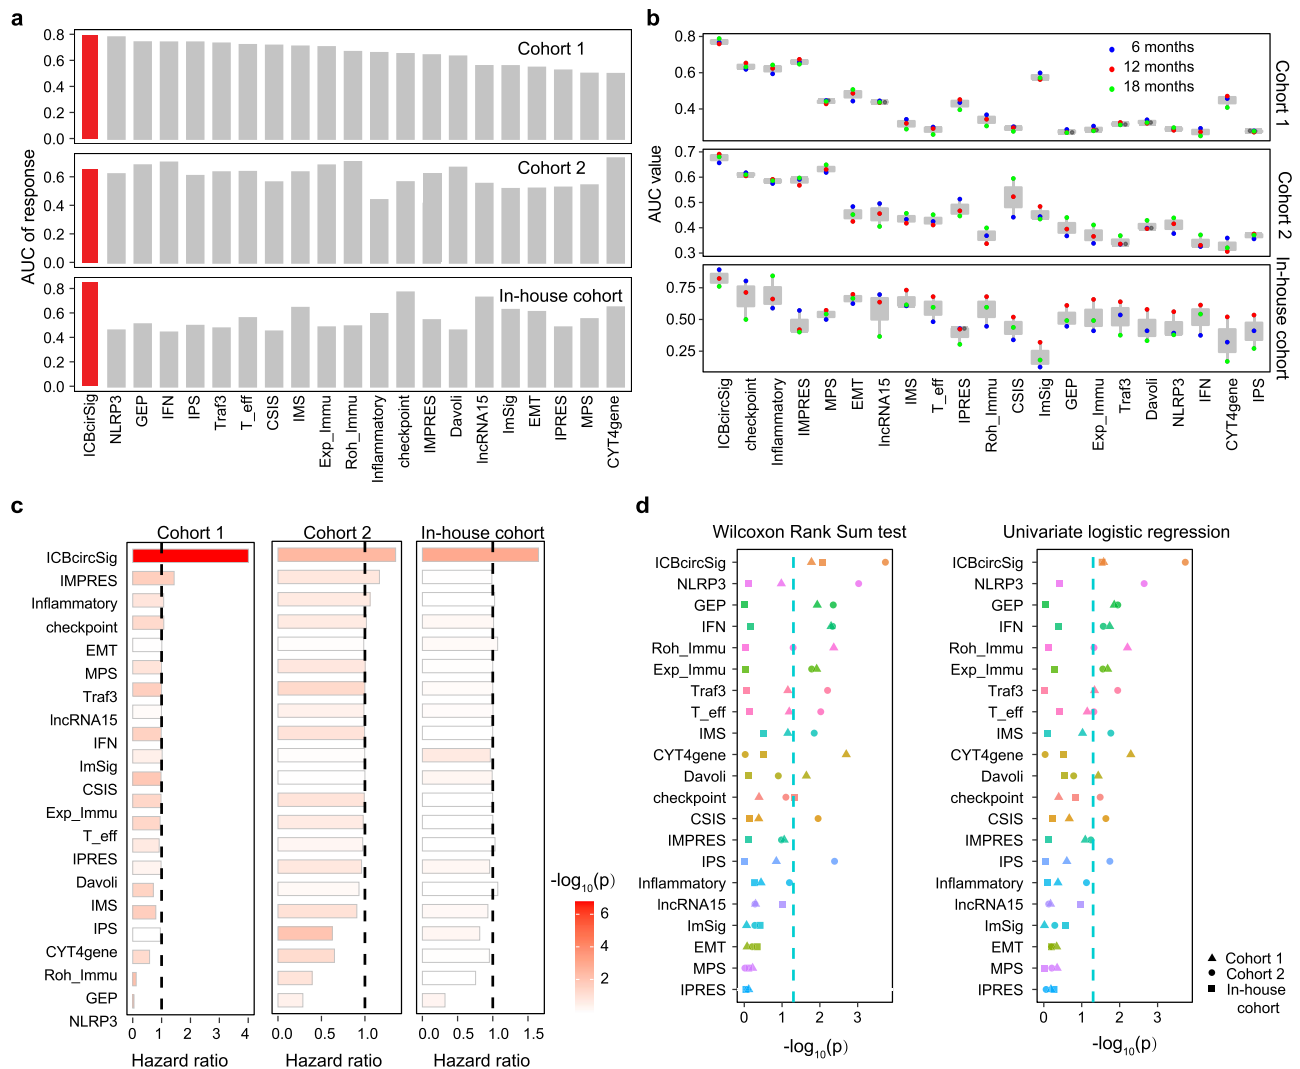 a
AUC of response
0.8
0.6
0.4
0.2
0.0
Cohort 1
0.6
0.4
0.2
0.0
Cohort 2
0.8
0.6
0.4
0.2
0.0
In-house cohort
ICBcirSig
NLRP3
GEP
IFN
IPS
Traf3
T_eff
CSIS
IMS
Exp_Immu
Roh_Immu
Inflammatory
checkpoint
IMPRES
Davoli
lncRNA15
ImSig
EMT
IPRES
MPS
CYT4gene
b
AUC value
0.8
0.6
0.4
6 months
12 months
18 months
Cohort 1
0.7
0.6
0.5
0.4
0.3
Cohort 2
0.75
0.50
0.25
In-house cohort
ICBcirSig
checkpoint
Inflammatory
IMPRES
MPS
EMT
lncRNA15
IMS
T_eff
IPRES
Roh_Immu
CSIS
ImSig
GEP
Exp_Immu
Traf3
Davoli
NLRP3
IFN
CYT4gene
IPS
c
Cohort 1
Cohort 2
In-house cohort
ICBcircSig
IMPRES
Inflammatory
checkpoint
EMT
MPS
Traf3
lncRNA15
IFN
ImSig
CSIS
Exp_Immu
T_eff
IPRES
Davoli
IMS
IPS
CYT4gene
Roh_Immu
GEP
NLRP3
0 1 2 3 4
Hazard ratio
0.0 0.5 1.0
Hazard ratio
0.0 0.5 1.0 1.5
Hazard ratio
-log10(p)
6
4
2
d
Wilcoxon Rank Sum test
ICBcircSig
NLRP3
GEP
IFN
Roh_Immu
Exp_Immu
Traf3
T_eff
IMS
CYT4gene
Davoli
checkpoint
CSIS
IMPRES
IPS
Inflammatory
lncRNA15
ImSig
EMT
MPS
IPRES
0 1 2 3
-log10(p)
Univariate logistic regression
ICBcircSig
NLRP3
GEP
IFN
Roh_Immu
Exp_Immu
Traf3
T_eff
IMS
CYT4gene
Davoli
checkpoint
CSIS
IMPRES
IPS
Inflammatory
lncRNA15
ImSig
EMT
MPS
IPRES
0 1 2 3
-log10(p)
Cohort 1
Cohort 2
In-house
cohort